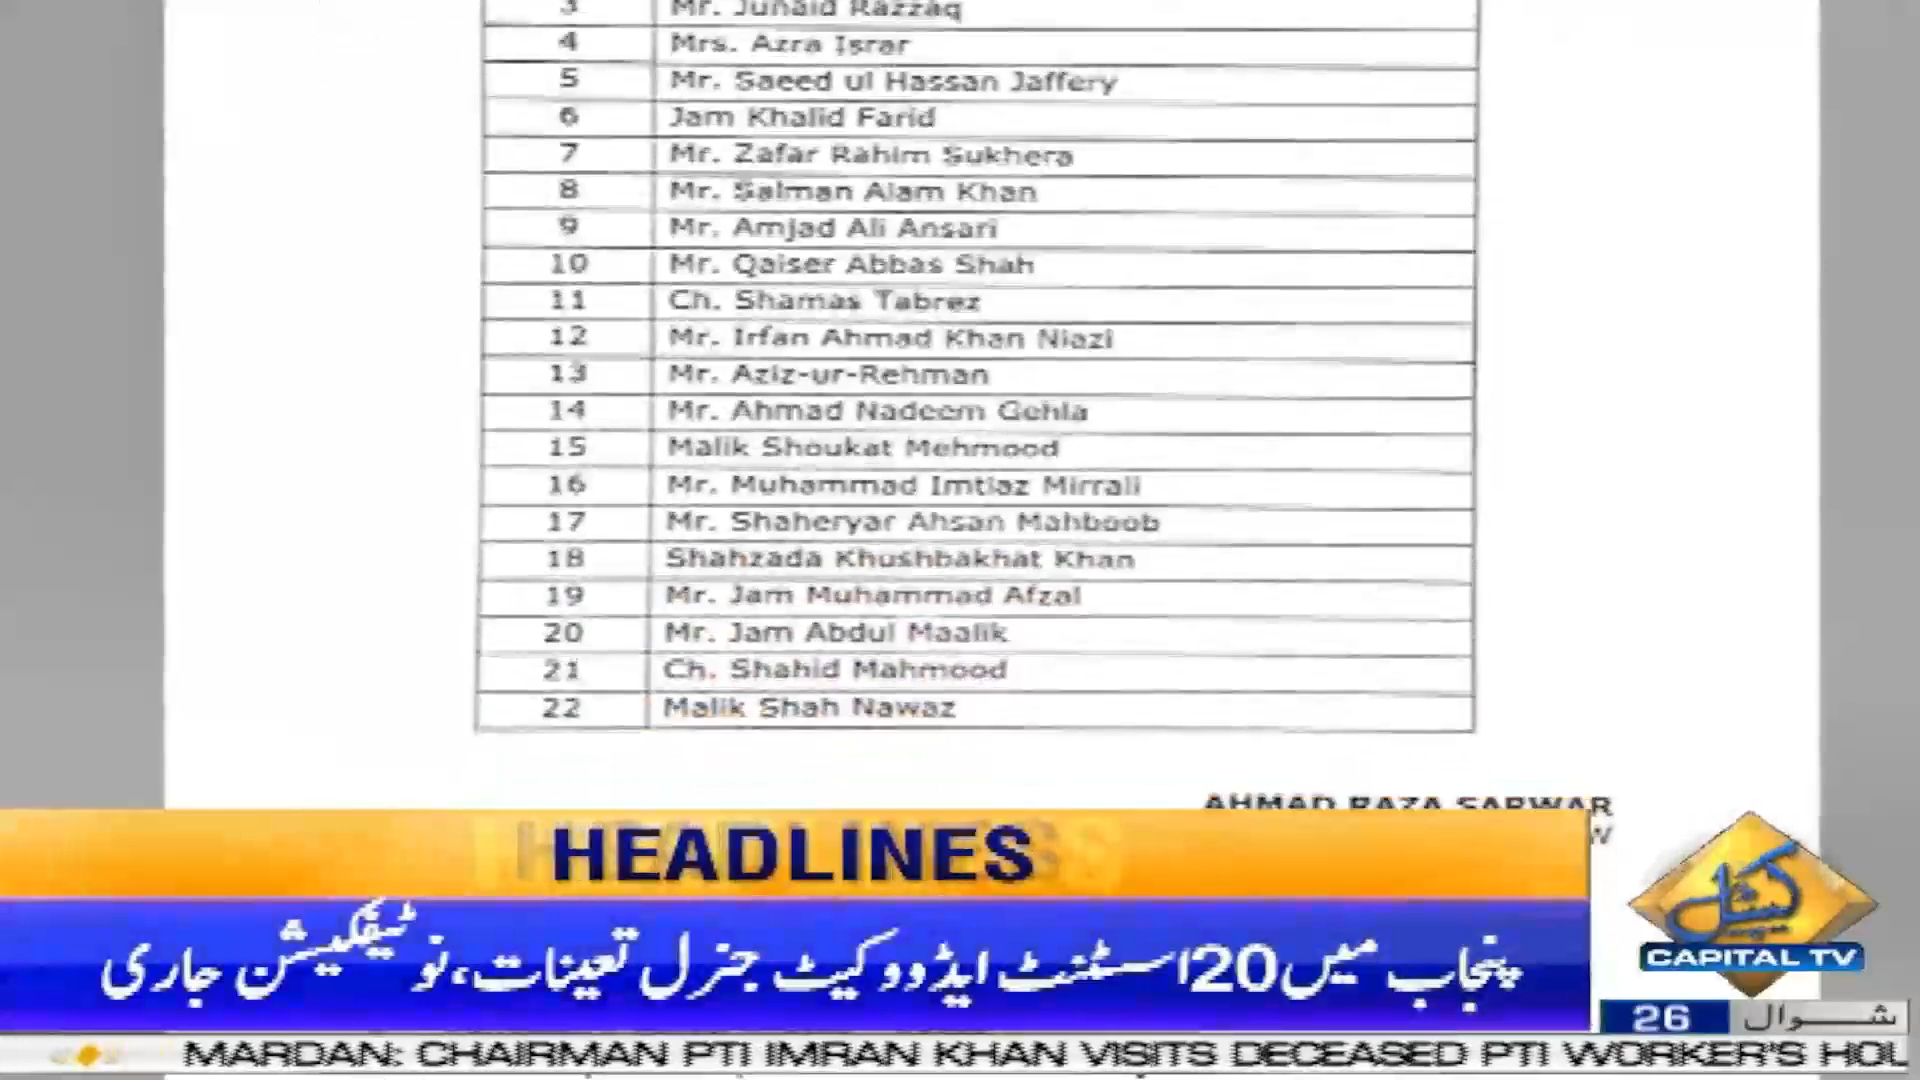 3 Mr. Junaid Razzaq
4 Mrs. Azra Israr
5 Mr. Saeed ul Hassan Jaffery
6 Jam Khalid Farid
7 Mr. Zafar Rahim Sukhera
8 Mr. Salman Alam Khan
9 Mr. Amjad Ali Ansari
10 Mr. Qaiser Abbas Shah
11 Ch. Shamas Tabrez
12 Mr. Irfan Ahmad Khan Niazi
13 Mr. Aziz-ur-Rehman
14 Mr. Ahmad Nadeem Gehla
15 Malik Shoukat Mehmood
16 Mr. Muhammad Imtiaz Mirrali
17 Mr. Shaheryar Ahsan Mahboob
18 Shahzada Khushbakhat Khan
19 Mr. Jam Muhammad Afzal
20 Mr. Jam Abdul Maalik
21 Ch. Shahid Mahmood
22 Malik Shah Nawaz
AHMAD RAZA SARWAR
HEADLINES
کیپیٹل
CAPITAL TV
پنجاب میں 20 اسسٹنٹ ایڈووکیٹ جنرل تعینات، نوٹیفکیشن جاری
26 شوال
MARDAN: CHAIRMAN PTI IMRAN KHAN VISITS DECEASED PTI WORKER'S HOU